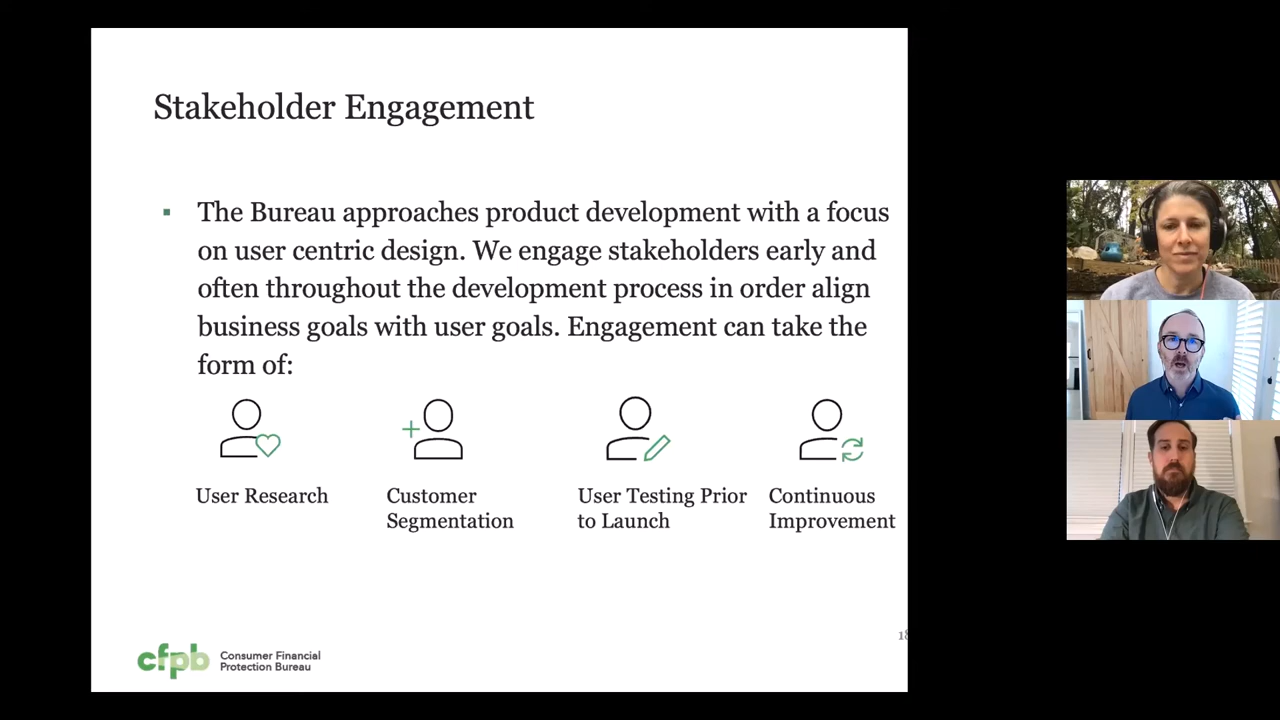 Stakeholder Engagement
▪ The Bureau approaches product development with a focus
on user centric design. We engage stakeholders early and
often throughout the development process in order align
business goals with user goals. Engagement can take the
form of:
User Research
Customer
Segmentation
User Testing Prior
to Launch
Continuous
Improvement
18
cfpb
Consumer Financial
Protection Bureau